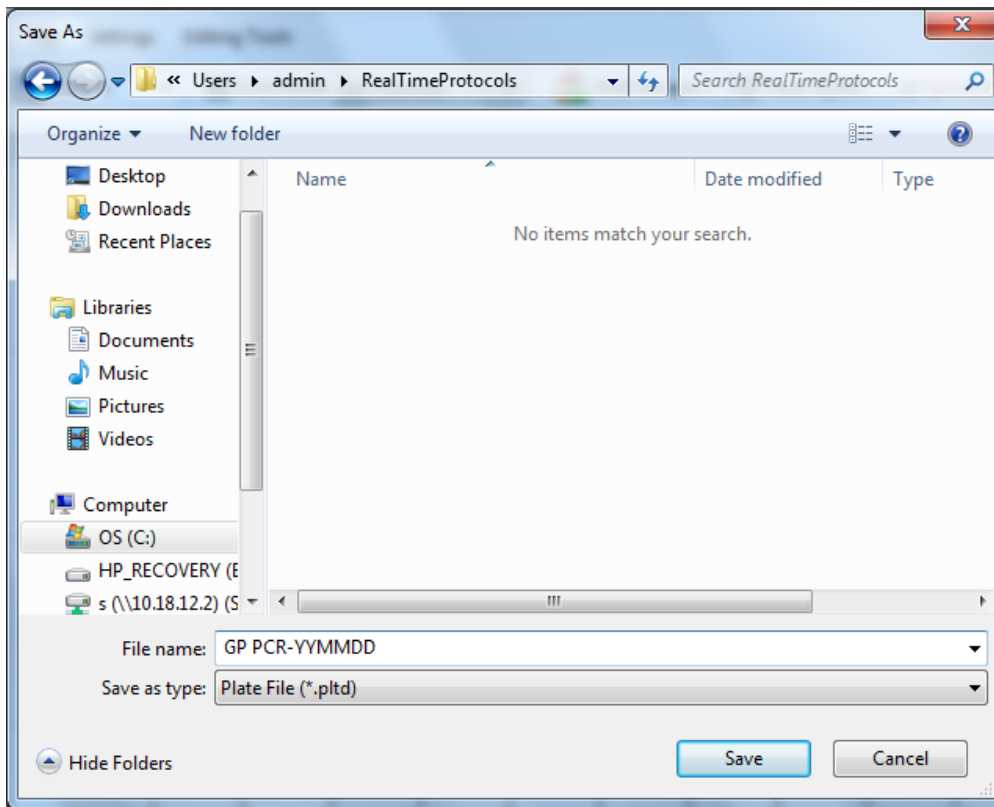 Save As
« Users ▸ admin ▸ RealTimeProtocols
Search RealTimeProtocols
Organize ▾ New folder
Desktop
Downloads
Recent Places
Libraries
Documents
Music
Pictures
Videos
Computer
OS (C:)
HP_RECOVERY (E
s (\\10.18.12.2) (S
Name Date modified Type
No items match your search.
File name: GP PCR-YYMMDD
Save as type: Plate File (*.pltd)
Hide Folders Save Cancel